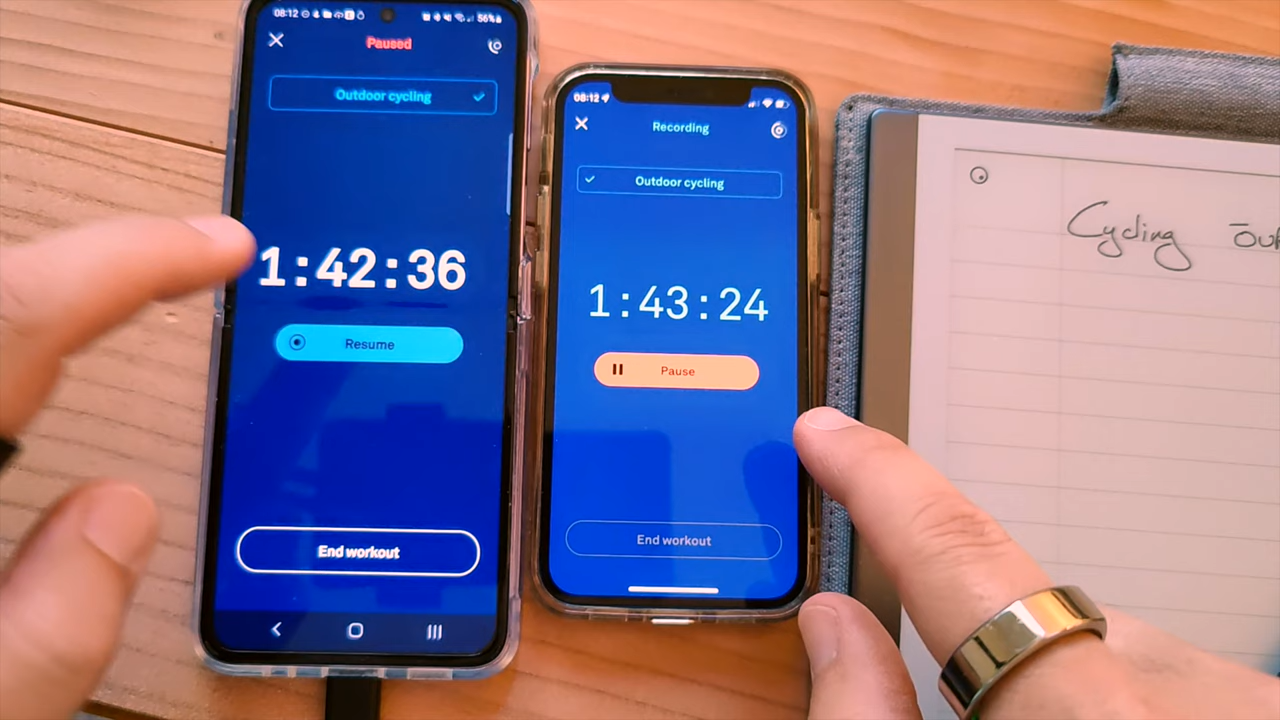 08:12
56%
Paused
Outdoor cycling
1:42:36
Resume
End workout
08:12
Recording
Outdoor cycling
1:43:24
Pause
End workout
Cycling